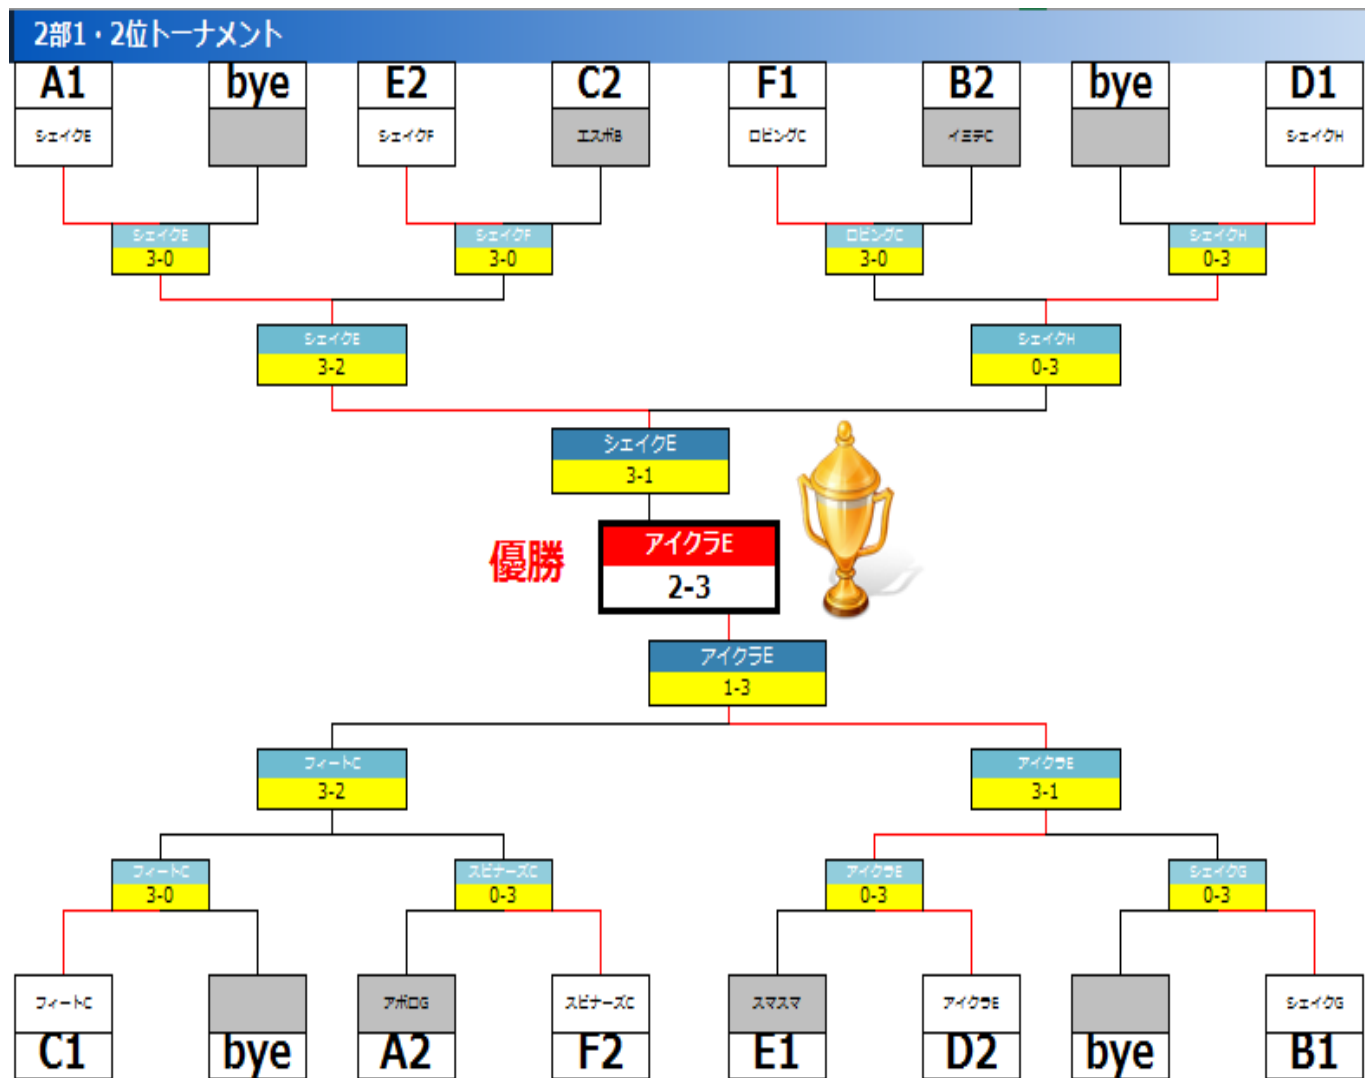 2部1・2位トーナメント
A1 bye E2 C2 F1 B2 bye D1
シェイクE シェイクF エスポB ロビングC イミテC シェイクH
シェイクE シェイクF ロビングC シェイクH
3-0 3-0 3-0 0-3
シェイクE シェイクH
3-2 0-3
シェイクE
3-1
優勝 アイクラE
2-3
アイクラE
1-3
フィートC アイクラE
3-2 3-1
フィートC スピナーズC アイクラE シェイクG
3-0 0-3 0-3 0-3
フィートC アポロG スピナーズC スマスマ アイクラE シェイクG
C1 bye A2 F2 E1 D2 bye B1